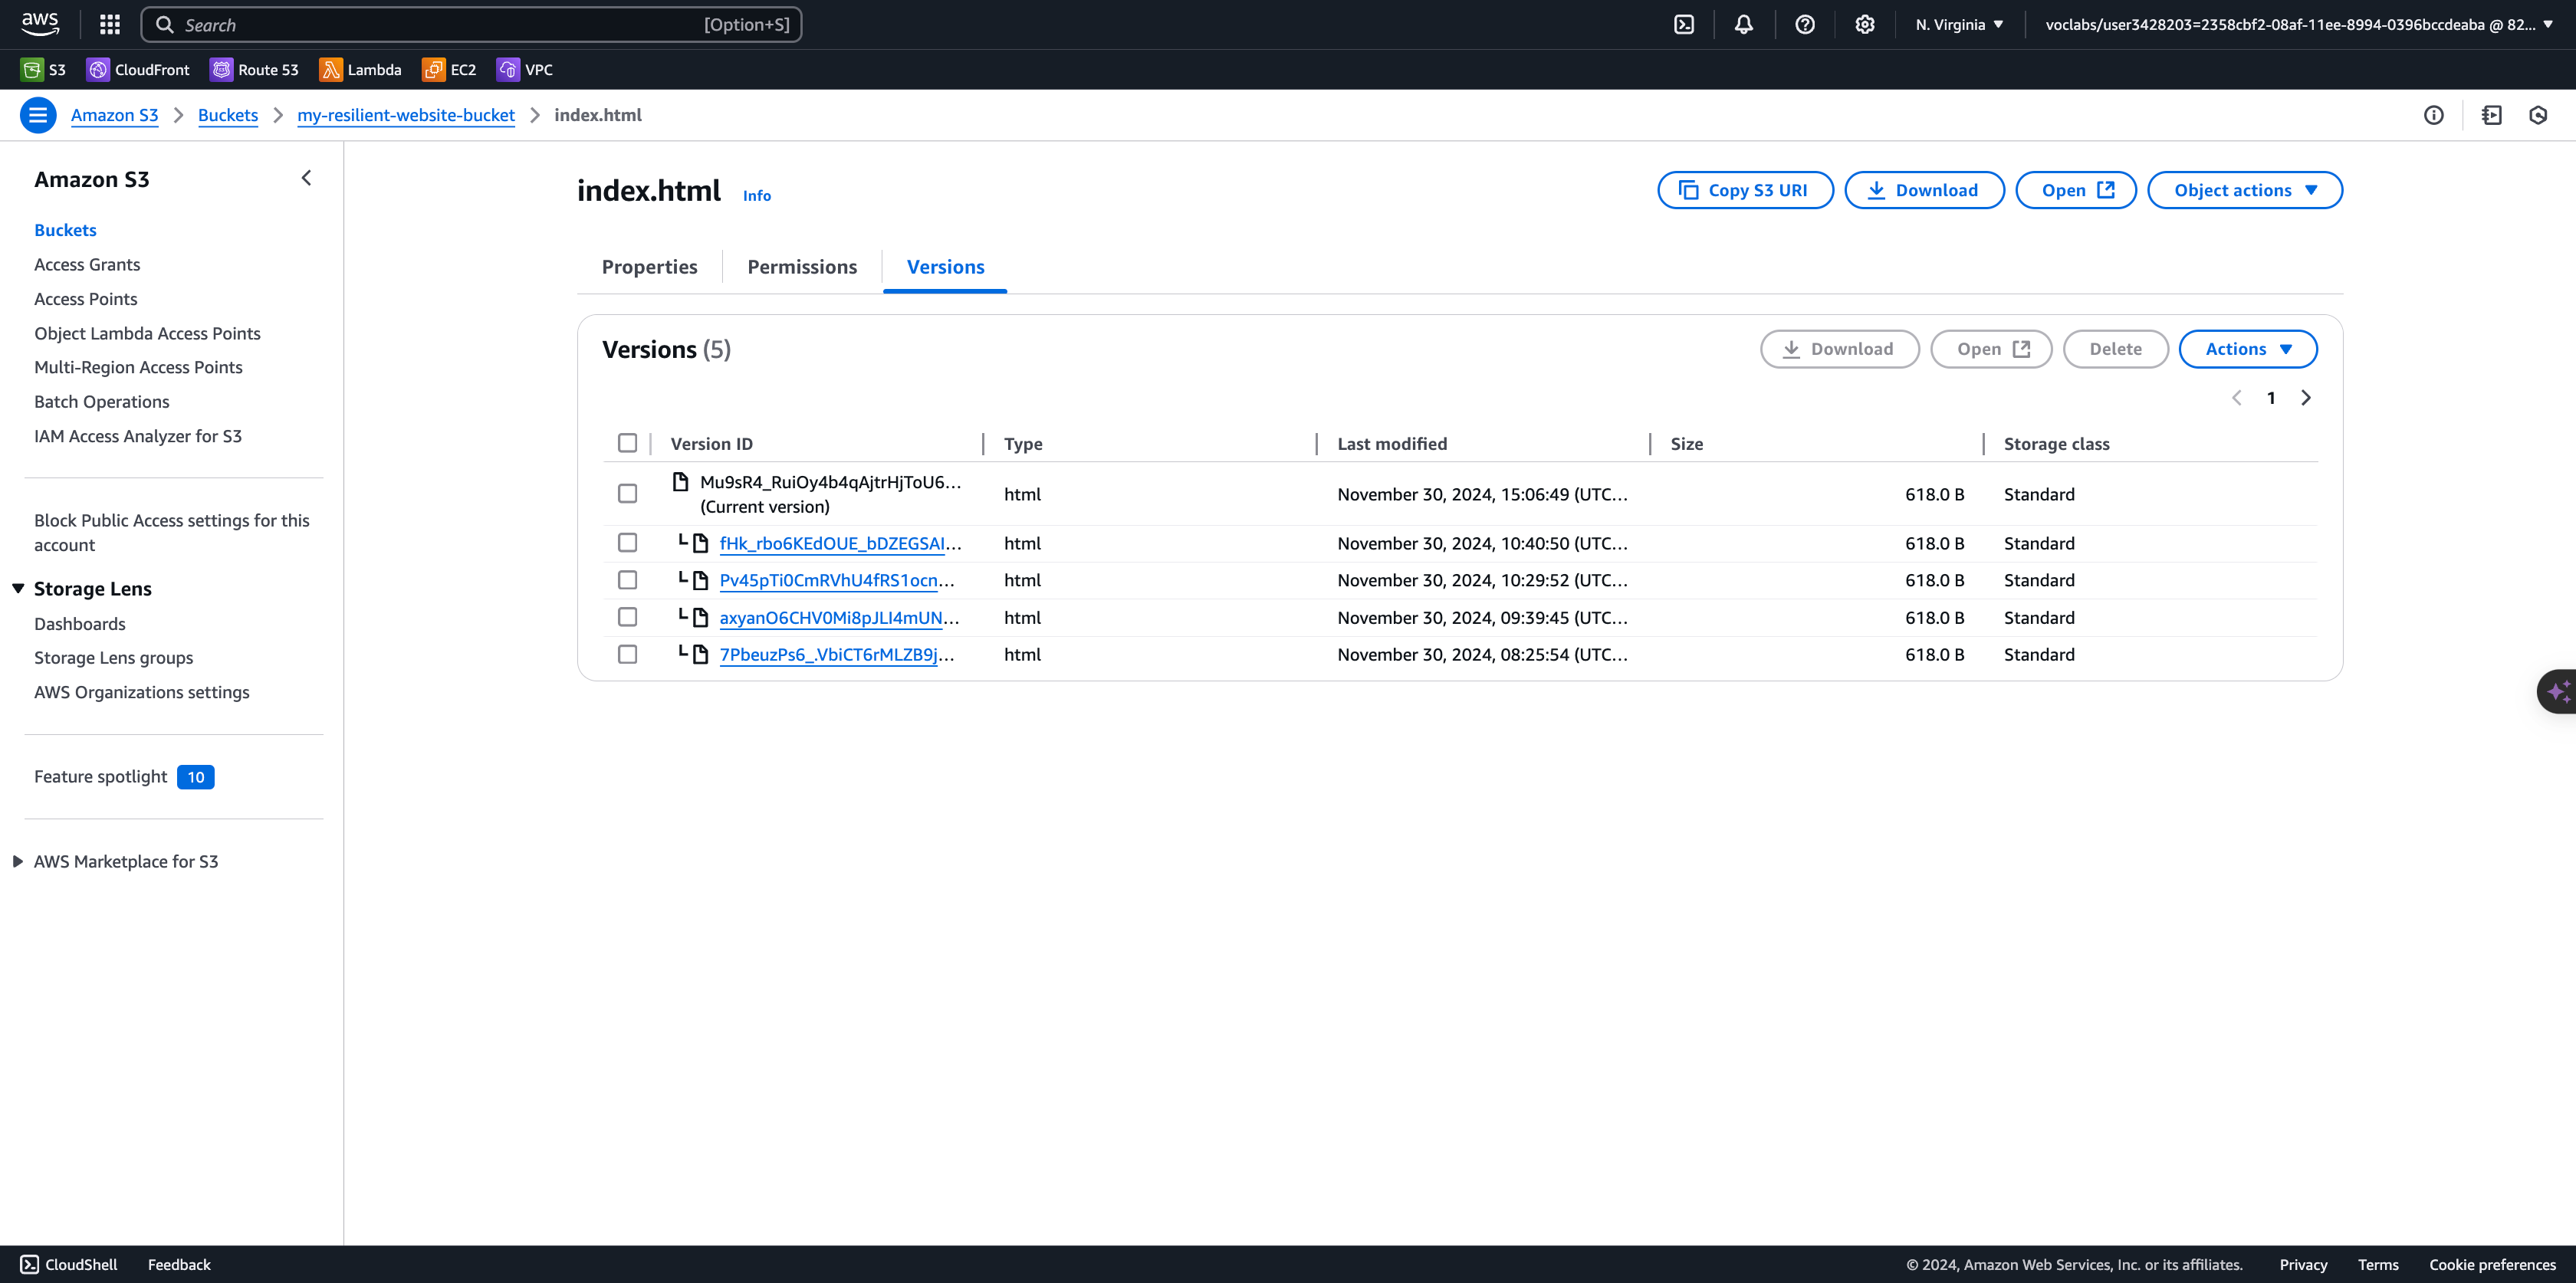 aws
Search [Option+S]
N. Virginia
voclabs/user3428203=2358cbf2-08af-11ee-8994-0396bccdeaba @ 82...
S3 CloudFront Route 53 Lambda EC2 VPC
Amazon S3 Buckets my-resilient-website-bucket index.html
Amazon S3
Buckets
Access Grants
Access Points
Object Lambda Access Points
Multi-Region Access Points
Batch Operations
IAM Access Analyzer for S3
Block Public Access settings for this
account
Storage Lens
Dashboards
Storage Lens groups
AWS Organizations settings
Feature spotlight 10
AWS Marketplace for S3
index.html Info
Copy S3 URI Download Open Object actions
Properties Permissions Versions
Versions (5)
Download Open Delete Actions
1
Version ID Type Last modified Size Storage class
Mu9sR4_RuiOy4b4qAjtrHjToU6...
(Current version)
html November 30, 2024, 15:06:49 (UTC... 618.0 B Standard
fHk_rbo6KEdOUE_bDZEGSAI... html November 30, 2024, 10:40:50 (UTC... 618.0 B Standard
Pv45pTi0CmRVhU4fRS1ocn... html November 30, 2024, 10:29:52 (UTC... 618.0 B Standard
axyanO6CHV0Mi8pJLI4mUN... html November 30, 2024, 09:39:45 (UTC... 618.0 B Standard
7PbeuzPs6_.VbiCT6rMLZB9j... html November 30, 2024, 08:25:54 (UTC... 618.0 B Standard
CloudShell Feedback
© 2024, Amazon Web Services, Inc. or its affiliates. Privacy Terms Cookie preferences